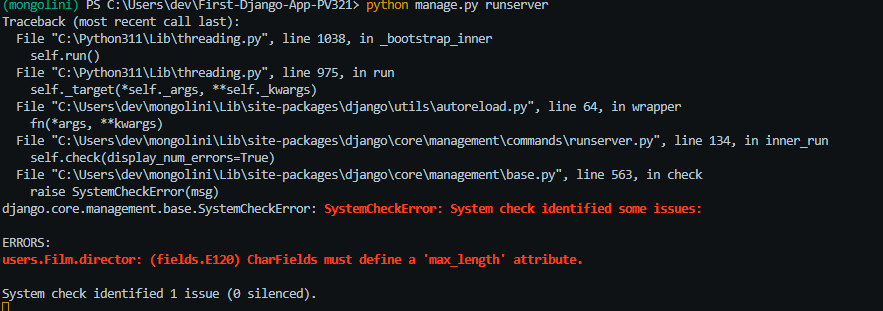 (mongolini) PS C:\Users\dev\First-Django-App-PV321> python manage.py runserver
Traceback (most recent call last):
  File "C:\Python311\Lib\threading.py", line 1038, in _bootstrap_inner
    self.run()
  File "C:\Python311\Lib\threading.py", line 975, in run
    self._target(*self._args, **self._kwargs)
  File "C:\Users\dev\mongolini\Lib\site-packages\django\utils\autoreload.py", line 64, in wrapper
    fn(*args, **kwargs)
  File "C:\Users\dev\mongolini\Lib\site-packages\django\core\management\commands\runserver.py", line 134, in inner_run
    self.check(display_num_errors=True)
  File "C:\Users\dev\mongolini\Lib\site-packages\django\core\management\base.py", line 563, in check
    raise SystemCheckError(msg)
django.core.management.base.SystemCheckError: SystemCheckError: System check identified some issues:

ERRORS:
users.Film.director: (fields.E120) CharFields must define a 'max_length' attribute.

System check identified 1 issue (0 silenced).